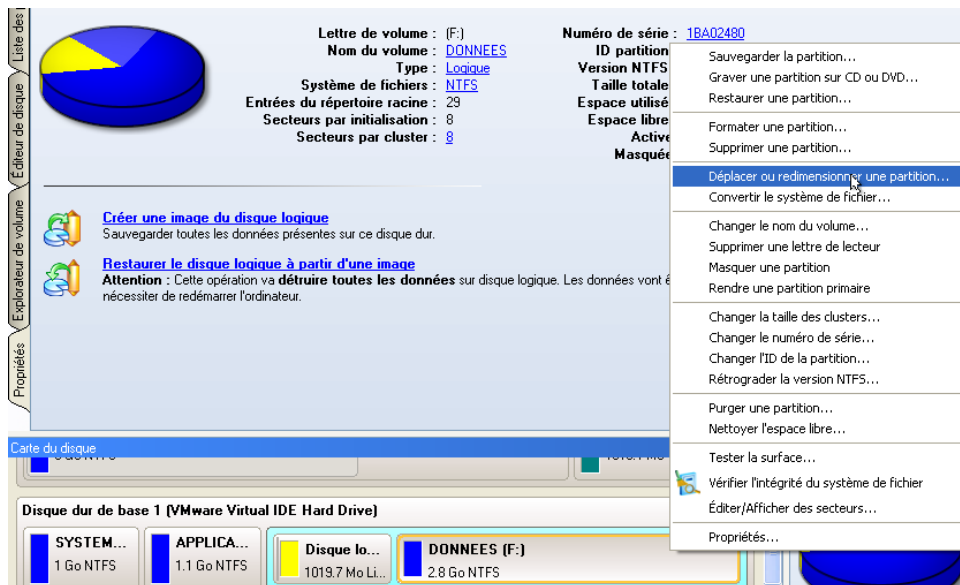 Liste des
Éditeur de disque
Explorateur de volume
Propriétés
Lettre de volume : (F:)
Nom du volume : DONNEES
Type : Logique
Système de fichiers : NTFS
Entrées du répertoire racine : 29
Secteurs par initialisation : 8
Secteurs par cluster : 8
Numéro de série : 1BA02480
ID partition
Version NTFS
Taille totale
Espace utilisé
Espace libre
Active
Masquée
Créer une image du disque logique
Sauvegarder toutes les données présentes sur ce disque dur.
Restaurer le disque logique à partir d'une image
Attention : Cette opération va détruire toutes les données sur disque logique. Les données vont ê
nécessiter de redémarrer l'ordinateur.
Sauvegarder la partition...
Graver une partition sur CD ou DVD...
Restaurer une partition...
Formater une partition...
Supprimer une partition...
Déplacer ou redimensionner une partition...
Convertir le système de fichier...
Changer le nom du volume...
Supprimer une lettre de lecteur
Masquer une partition
Rendre une partition primaire
Changer la taille des clusters...
Changer le numéro de série...
Changer l'ID de la partition...
Rétrograder la version NTFS...
Purger une partition...
Nettoyer l'espace libre...
Tester la surface...
Vérifier l'intégrité du système de fichier
Éditer/Afficher des secteurs...
Propriétés...
Carte du disque
Disque dur de base 1 (VMware Virtual IDE Hard Drive)
SYSTEM...
1 Go NTFS
APPLICA...
1.1 Go NTFS
Disque lo...
1019.7 Mo Li...
DONNEES (F:)
2.8 Go NTFS